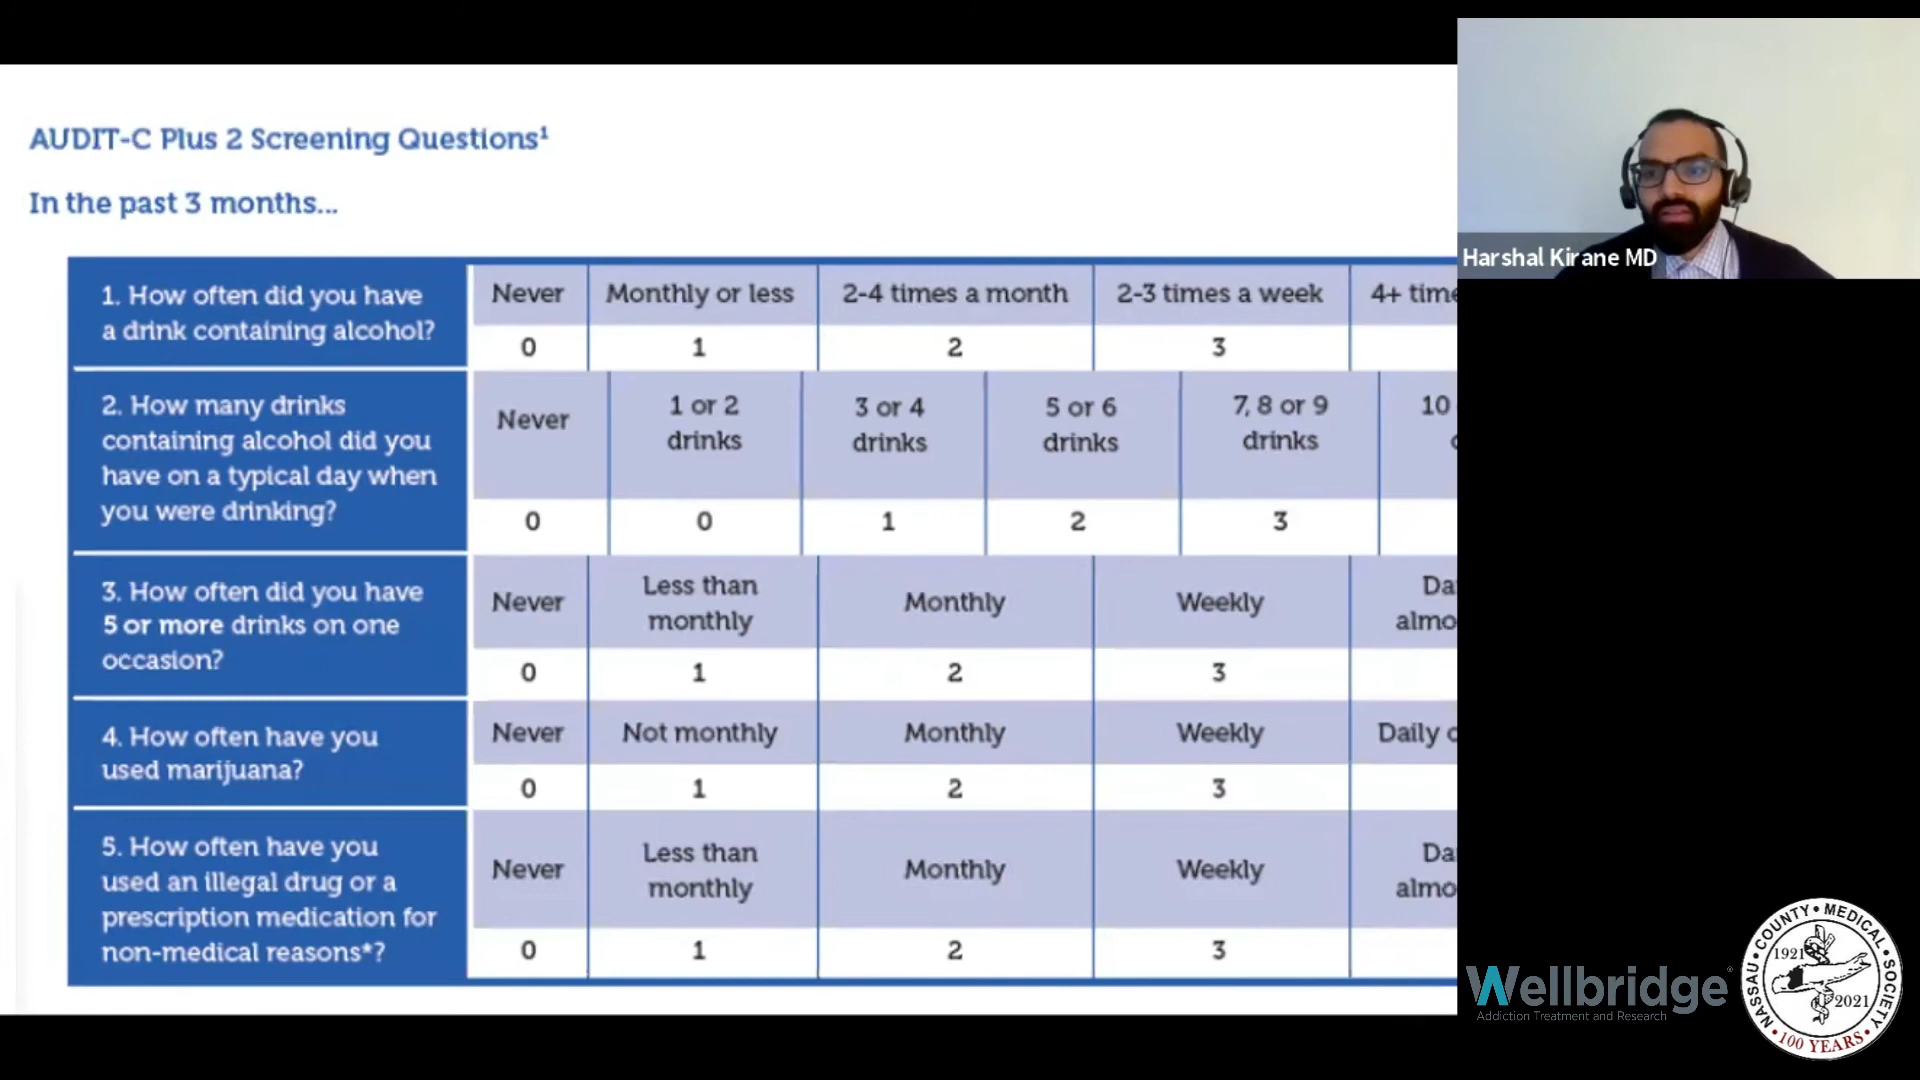 AUDIT-C Plus 2 Screening Questions¹
In the past 3 months...
1. How often did you have
a drink containing alcohol?
Never
Monthly or less
2-4 times a month
2-3 times a week
4+
0
1
2
3
2. How many drinks
containing alcohol did you
have on a typical day when
you were drinking?
Never
1 or 2
drinks
3 or 4
drinks
5 or 6
drinks
7, 8 or 9
drinks
10
0
0
1
2
3
3. How often did you have
5 or more drinks on one
occasion?
Never
Less than
monthly
Monthly
Weekly
0
1
2
3
4. How often have you
used marijuana?
Never
Not monthly
Monthly
Weekly
Daily
0
1
2
3
5. How often have you
used an illegal drug or a
prescription medication for
non-medical reasons*?
Never
Less than
monthly
Monthly
Weekly
0
1
2
3
Harshal Kirane MD
Wellbridge
Addiction Treatment and Research
NASSAU • COUNTY • MEDICAL • SOCIETY
1921
2021
• 100 YEARS •